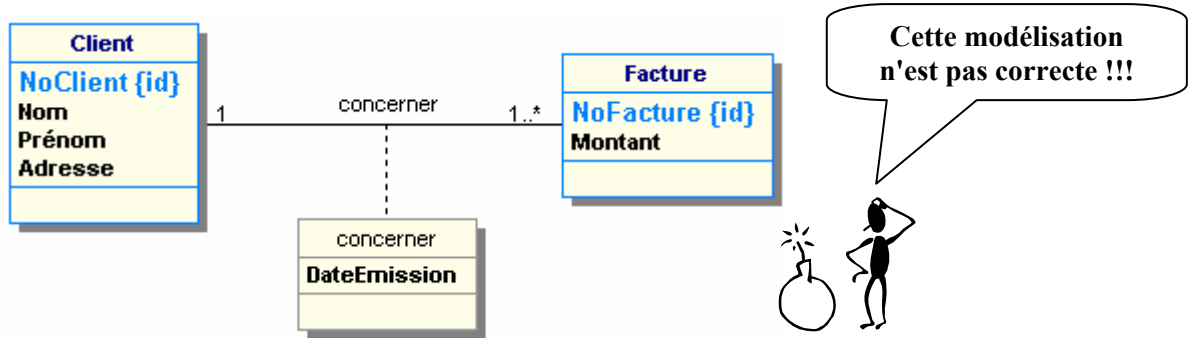 Client
NoClient {id}
Nom
Prénom
Adresse
1
concerner
1..*
Facture
NoFacture {id}
Montant
concerner
DateEmission
Cette modélisation
n'est pas correcte !!!